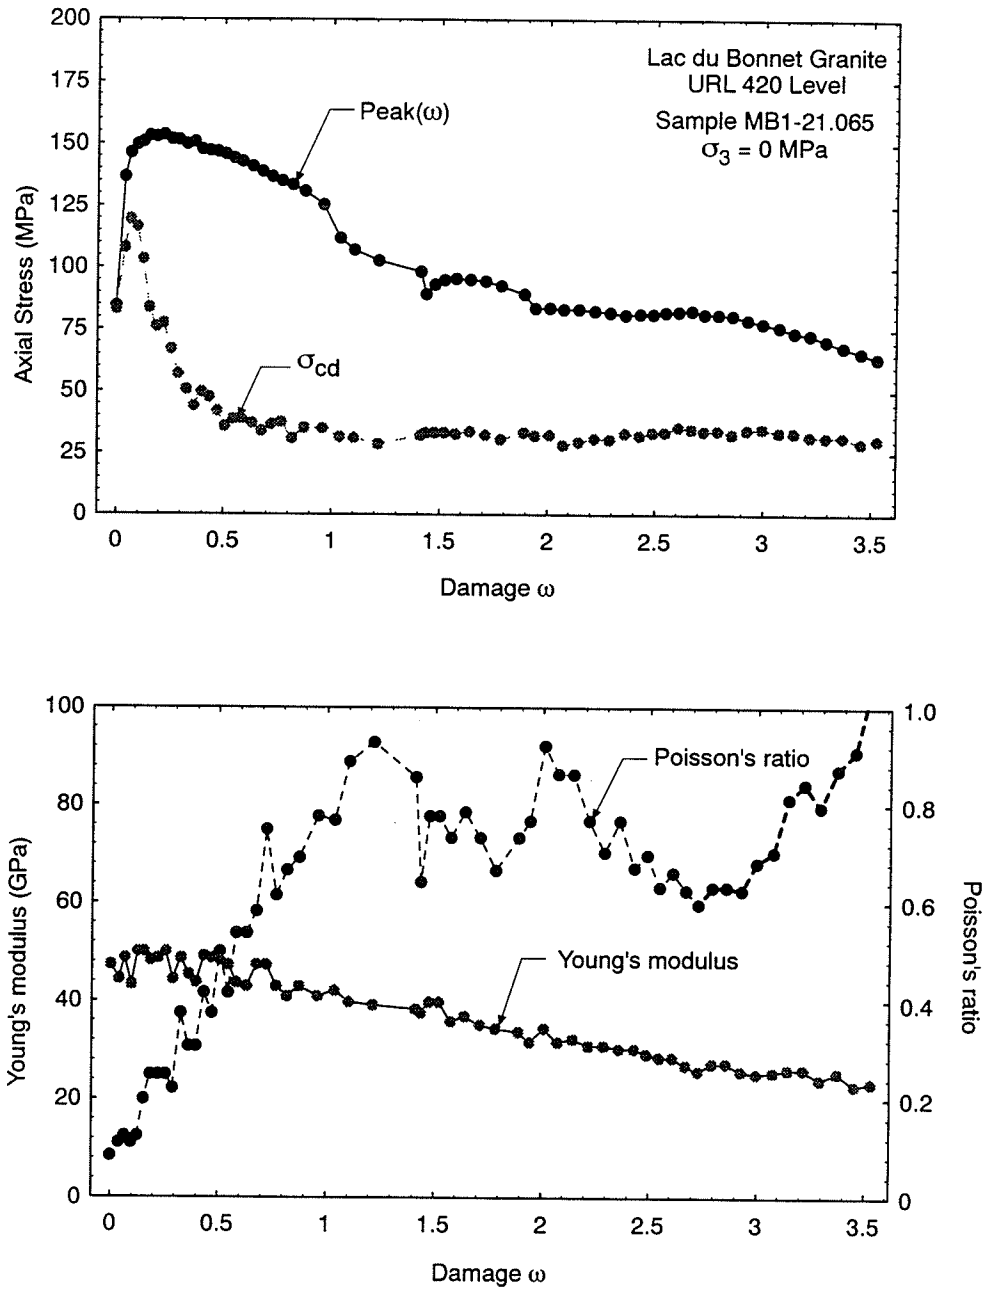 200
175
150
125
100
75
50
25
0
Axial Stress (MPa)
Lac du Bonnet Granite
URL 420 Level
Sample MB1-21.065
σ3 = 0 MPa
Peak(ω)
σcd
0 0.5 1 1.5 2 2.5 3 3.5
Damage ω
100
80
60
40
20
0
Young's modulus (GPa)
Poisson's ratio
Young's modulus
1.0
0.8
0.6
0.4
0.2
0
Poisson's ratio
0 0.5 1 1.5 2 2.5 3 3.5
Damage ω